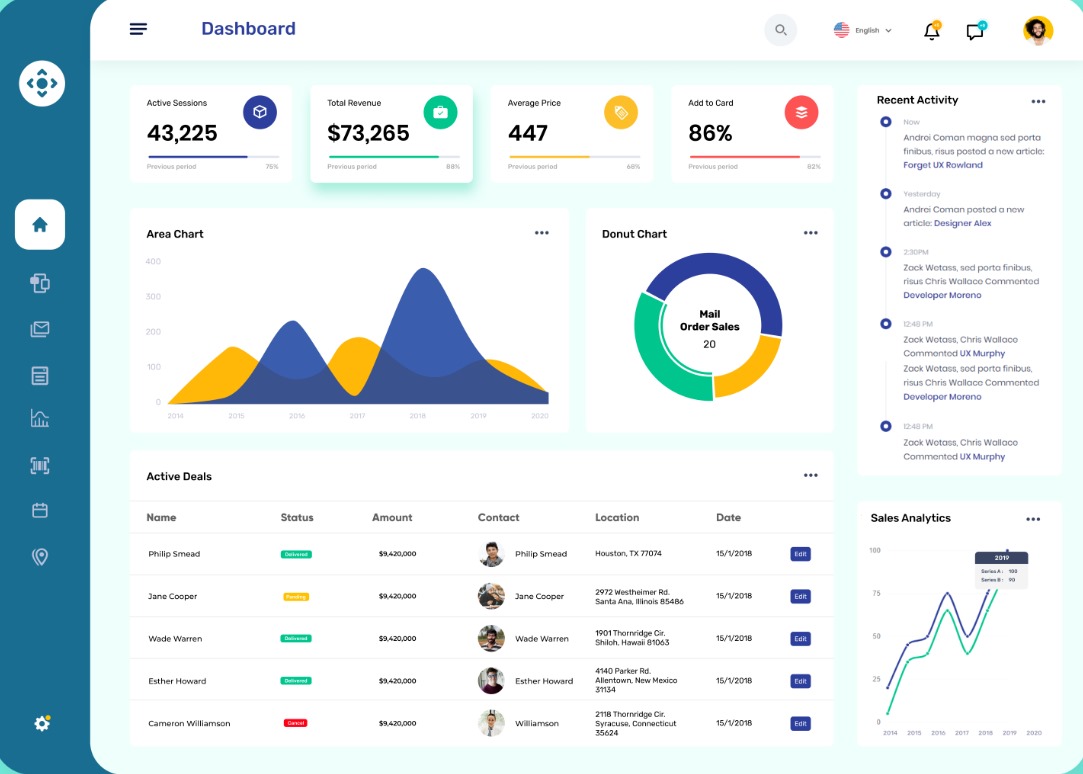 Dashboard
English
Active Sessions
43,225
Previous period 75%
Total Revenue
$73,265
Previous period 88%
Average Price
447
Previous period 68%
Add to Card
86%
Previous period 82%
Recent Activity
Now
Andrei Coman magna sed porta
finibus, risus posted a new article:
Forget UX Rowland
Yesterday
Andrei Coman posted a new
article: Designer Alex
2:30PM
Zack Wetass, sed porta finibus,
risus Chris Wallace Commented
Developer Moreno
12:48 PM
Zack Wetass, Chris Wallace
Commented UX Murphy
Zack Wetass, sed porta finibus,
risus Chris Wallace Commented
Developer Moreno
12:48 PM
Zack Wetass, Chris Wallace
Commented UX Murphy
Area Chart
400
300
200
100
0
2014 2015 2016 2017 2018 2019 2020
Donut Chart
Mail
Order Sales
20
Active Deals
Name Status Amount Contact Location Date
Philip Smead Delivered $9,420,000 Philip Smead Houston, TX 77074 15/1/2018 Edit
Jane Cooper Pending $9,420,000 Jane Cooper 2972 Westheimer Rd.
Santa Ana, Illinois 85486 15/1/2018 Edit
Wade Warren Delivered $9,420,000 Wade Warren 1901 Thornridge Cir.
Shiloh, Hawaii 81063 15/1/2018 Edit
Esther Howard Delivered $9,420,000 Esther Howard 4140 Parker Rd.
Allentown, New Mexico
31134 15/1/2018 Edit
Cameron Williamson Cancel $9,420,000 Williamson 2118 Thornridge Cir.
Syracuse, Connecticut
35624 15/1/2018 Edit
Sales Analytics
100
75
50
25
0
2019
Series A : 100
Series B : 90
2014 2015 2016 2017 2018 2019 2020